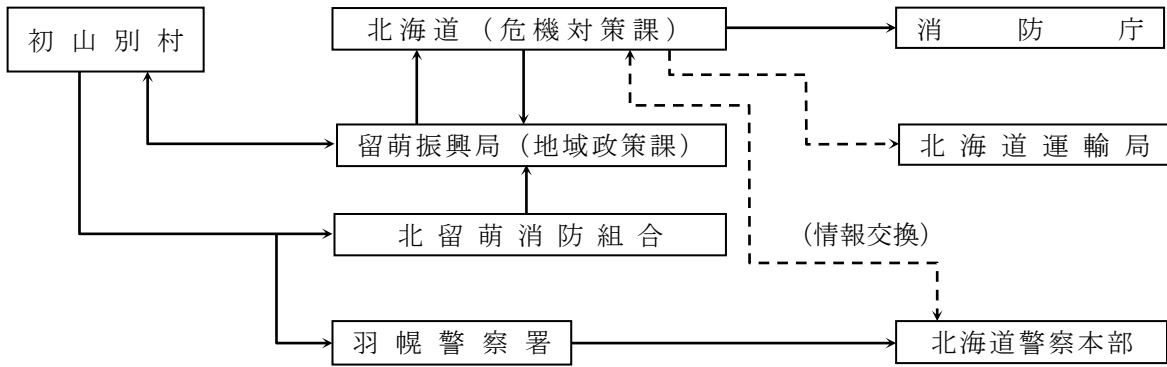 初山別村
北海道（危機対策課）
消防庁
留萌振興局（地域政策課）
北海道運輸局
北留萌消防組合
（情報交換）
羽幌警察署
北海道警察本部